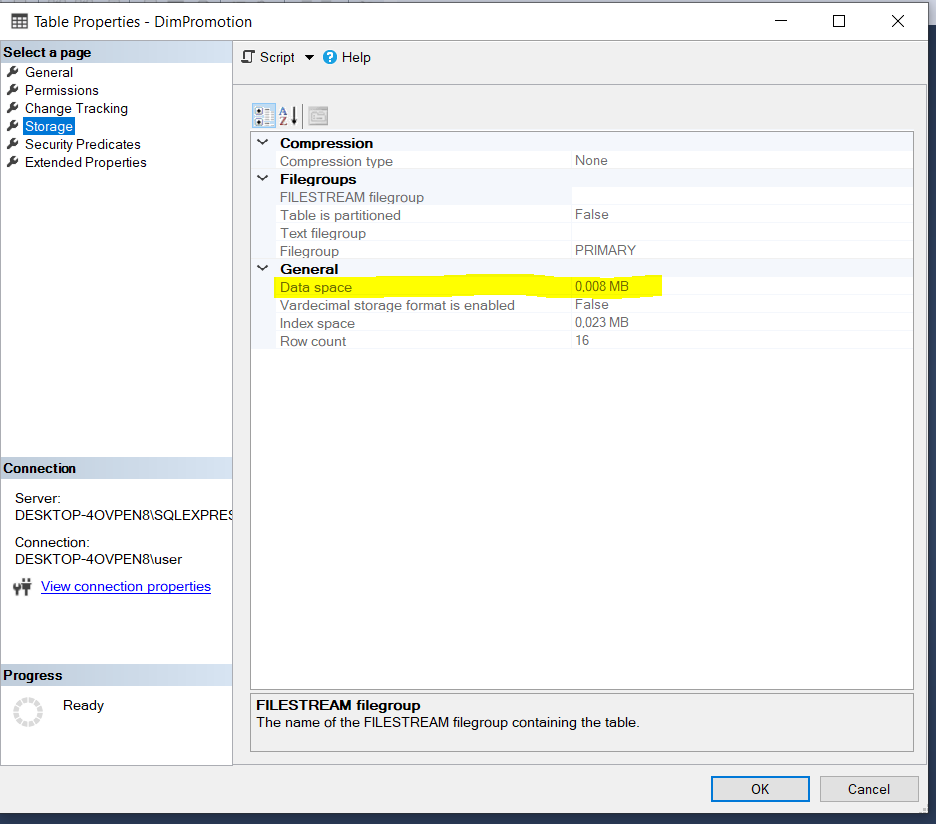 Table Properties - DimPromotion
Select a page
General
Permissions
Change Tracking
Storage
Security Predicates
Extended Properties
Script Help
Compression
Compression type None
Filegroups
FILESTREAM filegroup
Table is partitioned False
Text filegroup
Filegroup PRIMARY
General
Data space 0,008 MB
Vardecimal storage format is enabled False
Index space 0,023 MB
Row count 16
Connection
Server:
DESKTOP-4OVPEN8\SQLEXPRES
Connection:
DESKTOP-4OVPEN8\user
View connection properties
Progress
Ready
FILESTREAM filegroup
The name of the FILESTREAM filegroup containing the table.
OK Cancel